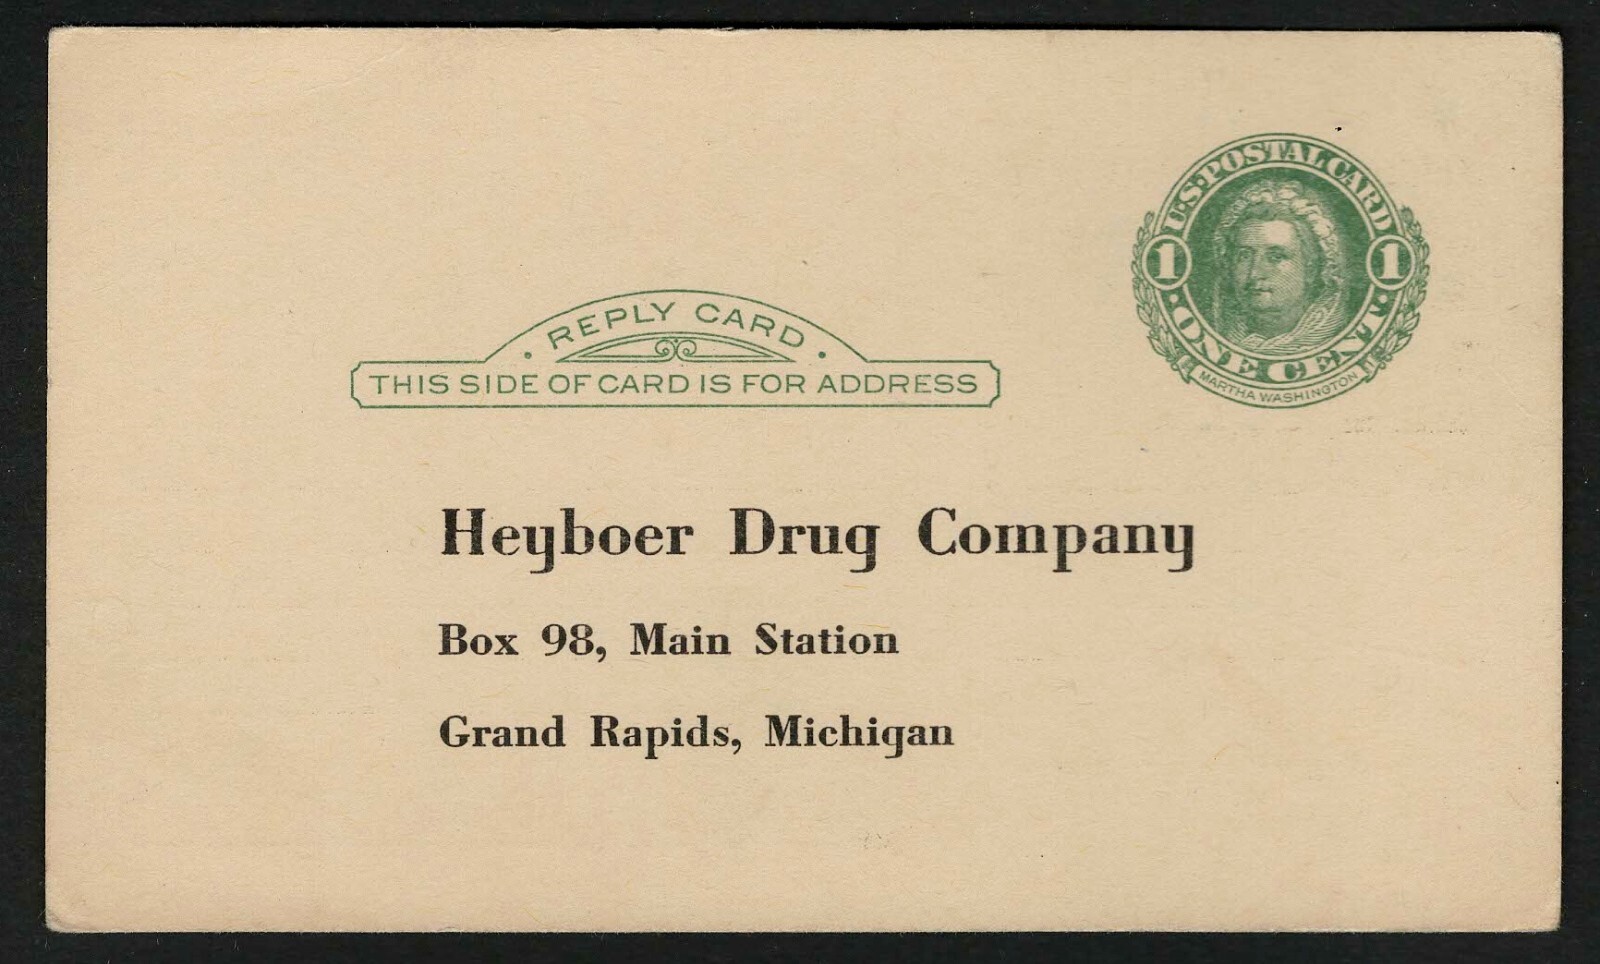 U·S·POSTAL CARD
1 1
·ONE CENT·
MARTHA WASHINGTON
· REPLY CARD ·
THIS SIDE OF CARD IS FOR ADDRESS
Heyboer Drug Company
Box 98, Main Station
Grand Rapids, Michigan